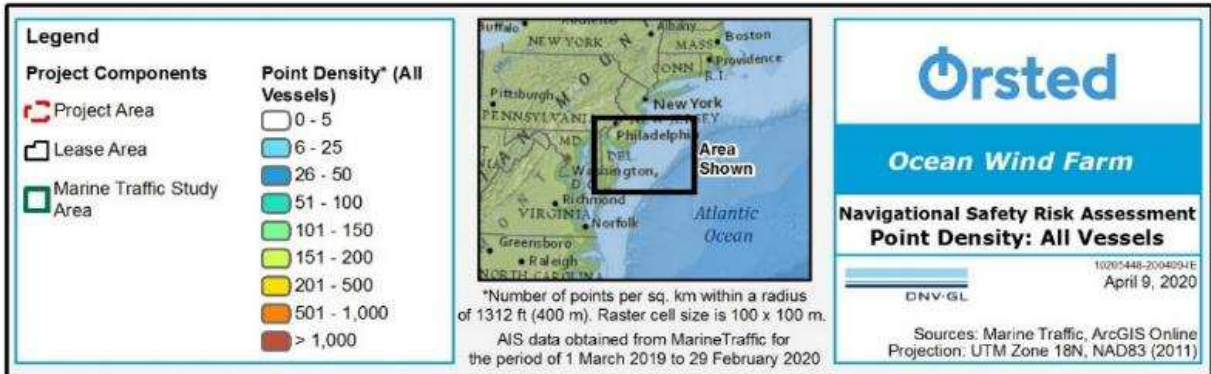 Legend
Project Components
Project Area
Lease Area
Marine Traffic Study
Area
Point Density* (All
Vessels)
0 - 5
6 - 25
26 - 50
51 - 100
101 - 150
151 - 200
201 - 500
501 - 1,000
> 1,000
Buffalo
Albany
Boston
NEW YORK
MASS
Providence
CONN
R.I.
Pittsburgh
New York
PENNSYLVANIA
NEW JERSEY
Philadelphia
MD
DEL
Area
Shown
Washington,
D
Richmond
VIRGINIA
Norfolk
Atlantic
Ocean
Greensboro
Raleigh
NORTH CAROLINA
*Number of points per sq. km within a radius
of 1312 ft (400 m). Raster cell size is 100 x 100 m.
AIS data obtained from MarineTraffic for
the period of 1 March 2019 to 29 February 2020
Ørsted
Ocean Wind Farm
Navigational Safety Risk Assessment
Point Density: All Vessels
DNV·GL
10205448-200409-IE
April 9, 2020
Sources: Marine Traffic, ArcGIS Online
Projection: UTM Zone 18N, NAD83 (2011)